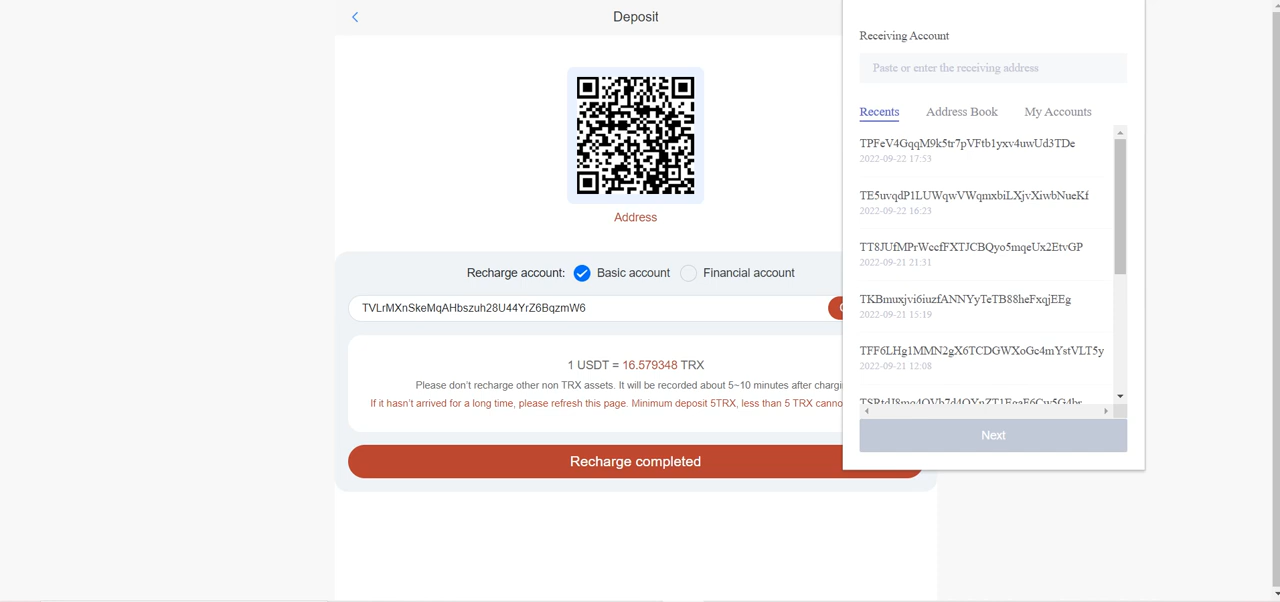 Deposit
Address
Recharge account: Basic account Financial account
TVLrMXnSkeMqAHbszuh28U44YrZ6BqzmW6
1 USDT = 16.579348 TRX
Please don't recharge other non TRX assets. It will be recorded about 5~10 minutes after chargi
If it hasn't arrived for a long time, please refresh this page. Minimum deposit 5TRX, less than 5 TRX canno
Recharge completed
Receiving Account
Paste or enter the receiving address
Recents Address Book My Accounts
TPFeV4GqqM9k5tr7pVFtb1yxv4uwUd3TDe
2022-09-22 17:53
TE5uvqdP1LUWqwVWqmxbiLXjvXiwbNueKf
2022-09-22 16:23
TT8JUfMPrWccfFXTJCBQyo5mqeUx2EtvGP
2022-09-21 21:31
TKBmuxjvi6iuzfANNYyTeTB88heFxqjEEg
2022-09-21 15:19
TFF6LHg1MMN2gX6TCDGWXoGc4mYstVLT5y
2022-09-21 12:08
Next